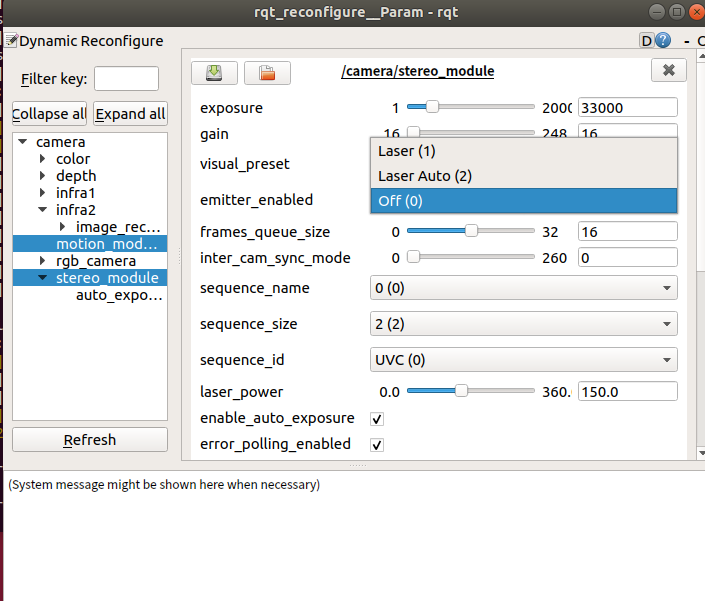 rqt_reconfigure__Param - rqt
Dynamic Reconfigure
D ? -
Filter key:
Collapse all Expand all
camera
color
depth
infra1
infra2
image_rec...
motion_mod...
rgb_camera
stereo_module
auto_expo...
Refresh
/camera/stereo_module
exposure 1 2000 33000
gain 16 248 16
visual_preset
Laser (1)
Laser Auto (2)
emitter_enabled
Off (0)
frames_queue_size 0 32 16
inter_cam_sync_mode 0 260 0
sequence_name 0 (0)
sequence_size 2 (2)
sequence_id UVC (0)
laser_power 0.0 360. 150.0
enable_auto_exposure
error_polling_enabled
(System message might be shown here when necessary)